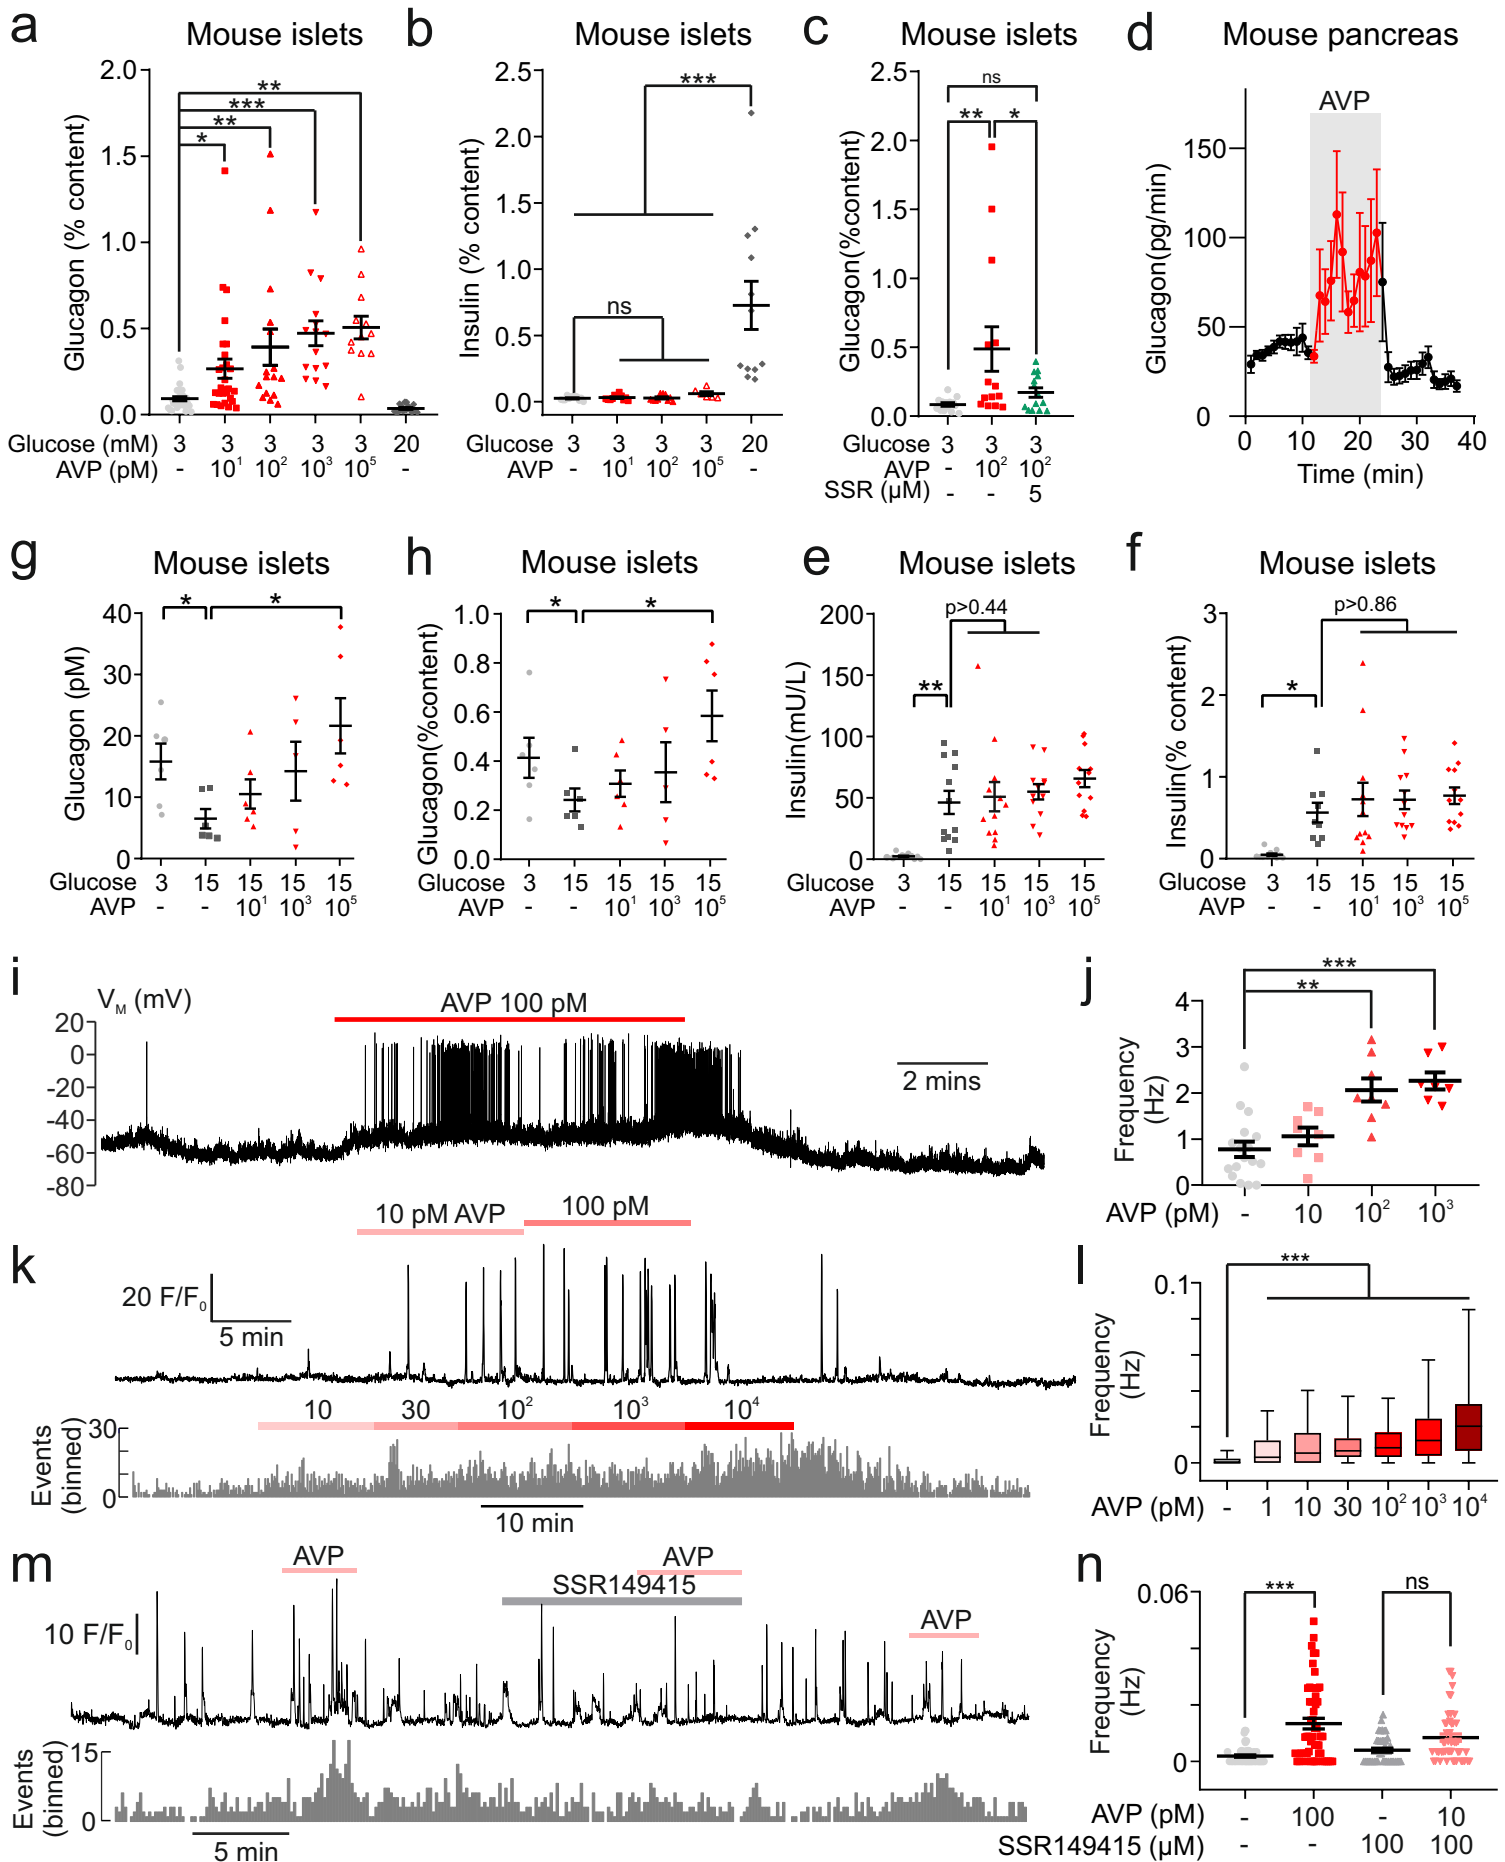 a
Mouse islets
Glucagon (% content)
2.0
1.5
1.0
0.5
0.0
**
***
**
*
Glucose (mM) 3 3 3 3 3 20
AVP (pM) - 10¹ 10² 10³ 10⁵ -
b
Mouse islets
Insulin (% content)
2.5
2.0
1.5
1.0
0.5
0.0
***
ns
Glucose 3 3 3 3 20
AVP - 10¹ 10² 10⁵ -
c
Mouse islets
Glucagon(%content)
2.5
2.0
1.5
1.0
0.5
0.0
ns
** *
Glucose 3 3 3
AVP - 10² 10²
SSR (µM) - - 5
d
Mouse pancreas
AVP
Glucagon(pg/min)
150
100
50
0
0 10 20 30 40
Time (min)
g
Mouse islets
Glucagon (pM)
40
30
20
10
0
* *
Glucose 3 15 15 15 15
AVP - - 10¹ 10³ 10⁵
h
Mouse islets
Glucagon(%content)
1.0
0.8
0.6
0.4
0.2
0.0
* *
Glucose 3 15 15 15 15
AVP - - 10¹ 10³ 10⁵
e
Mouse islets
Insulin(mU/L)
200
150
100
50
0
p>0.44
**
Glucose 3 15 15 15 15
AVP - - 10¹ 10³ 10⁵
f
Mouse islets
Insulin(% content)
3
2
1
0
p>0.86
*
Glucose 3 15 15 15 15
AVP - - 10¹ 10³ 10⁵
i
V_M (mV)
20
0
-20
-40
-60
-80
AVP 100 pM
2 mins
j
Frequency
(Hz)
4
3
2
1
0
***
**
AVP (pM) - 10 10² 10³
k
10 pM AVP
100 pM
20 F/F₀
5 min
10 30 10² 10³ 10⁴
Events
(binned)
30
0
10 min
l
Frequency
(Hz)
0.1
0
***
AVP (pM) - 1 10 30 10² 10³ 10⁴
m
AVP
AVP
SSR149415
AVP
10 F/F₀
Events
(binned)
15
0
5 min
n
Frequency
(Hz)
0.06
0
***
ns
AVP (pM) - 100 - 10
SSR149415 (µM) - - 100 100